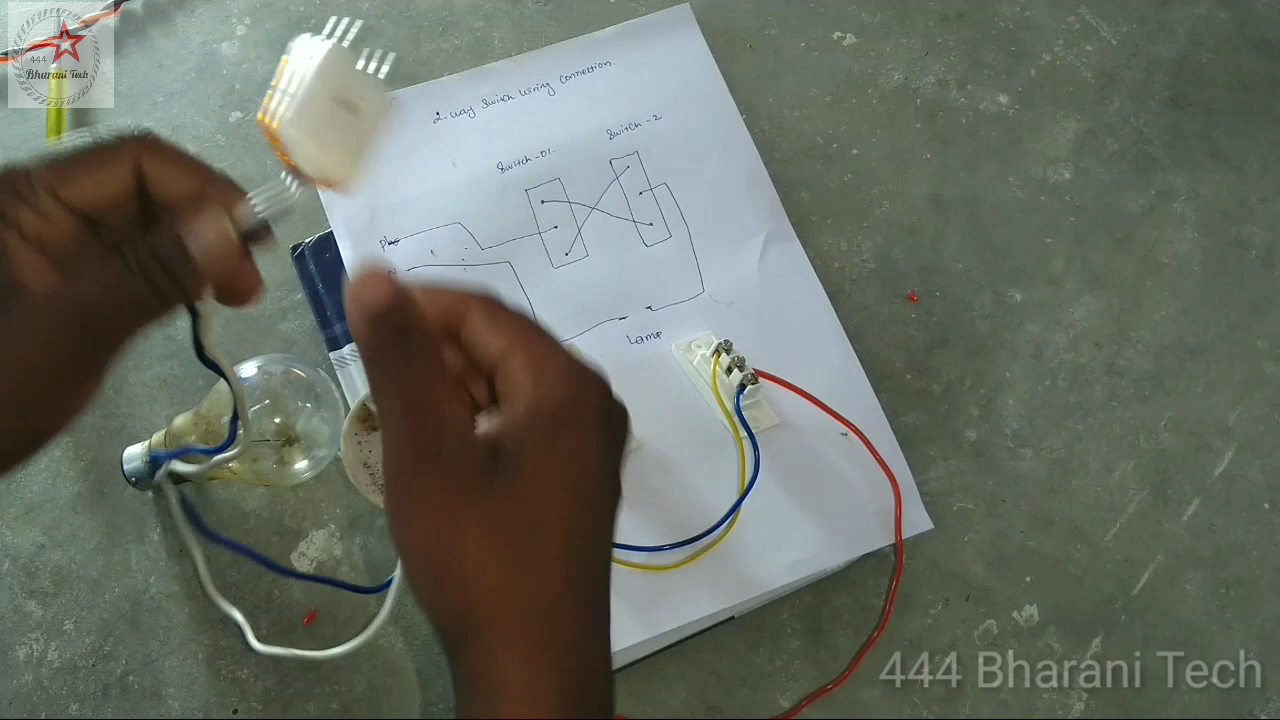 444
Bharani Tech
2-way switch wiring connection.
Switch-01.
Switch-2
ph
N
Lamp
444 Bharani Tech